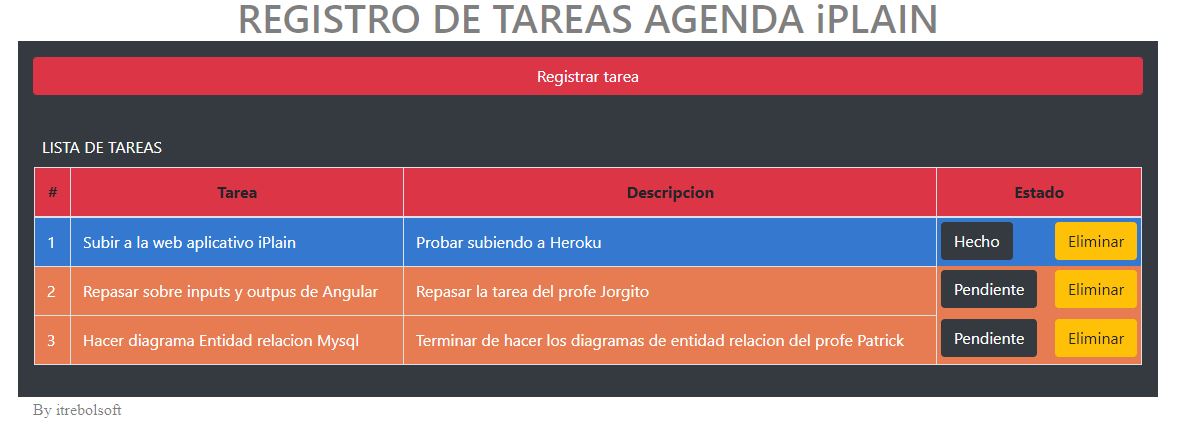 REGISTRO DE TAREAS AGENDA iPLAIN
Registrar tarea
LISTA DE TAREAS
# Tarea Descripcion Estado
1 Subir a la web aplicativo iPlain Probar subiendo a Heroku Hecho Eliminar
2 Repasar sobre inputs y outpus de Angular Repasar la tarea del profe Jorgito Pendiente Eliminar
3 Hacer diagrama Entidad relacion Mysql Terminar de hacer los diagramas de entidad relacion del profe Patrick Pendiente Eliminar
By itrebolsoft